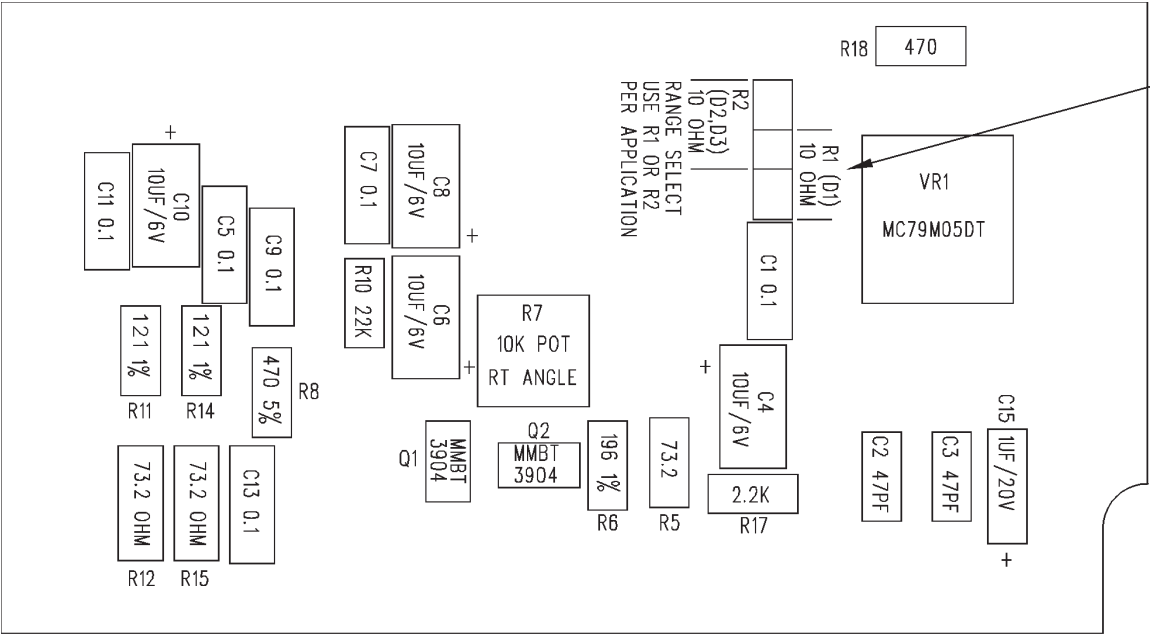 R18
470
R2
(D2,D3)
10 OHM
RANGE SELECT
USE R1 OR R2
PER APPLICATION
R1 (D1)
10 OHM
VR1
MC79M05DT
+
C11 0.1
C10
10UF/6V
C5 0.1
C9 0.1
C7 0.1
C8
10UF/6V
+
R10 22K
C6
10UF/6V
+
R7
10K POT
RT ANGLE
C1 0.1
+
C4
10UF/6V
121 1%
R11
121 1%
R14
470 5%
R8
Q1
MMBT
3904
Q2
MMBT
3904
196 1%
R6
73.2
R5
2.2K
R17
C2 47PF
C3 47PF
C15
1UF/20V
+
73.2 OHM
R12
73.2 OHM
R15
C13 0.1